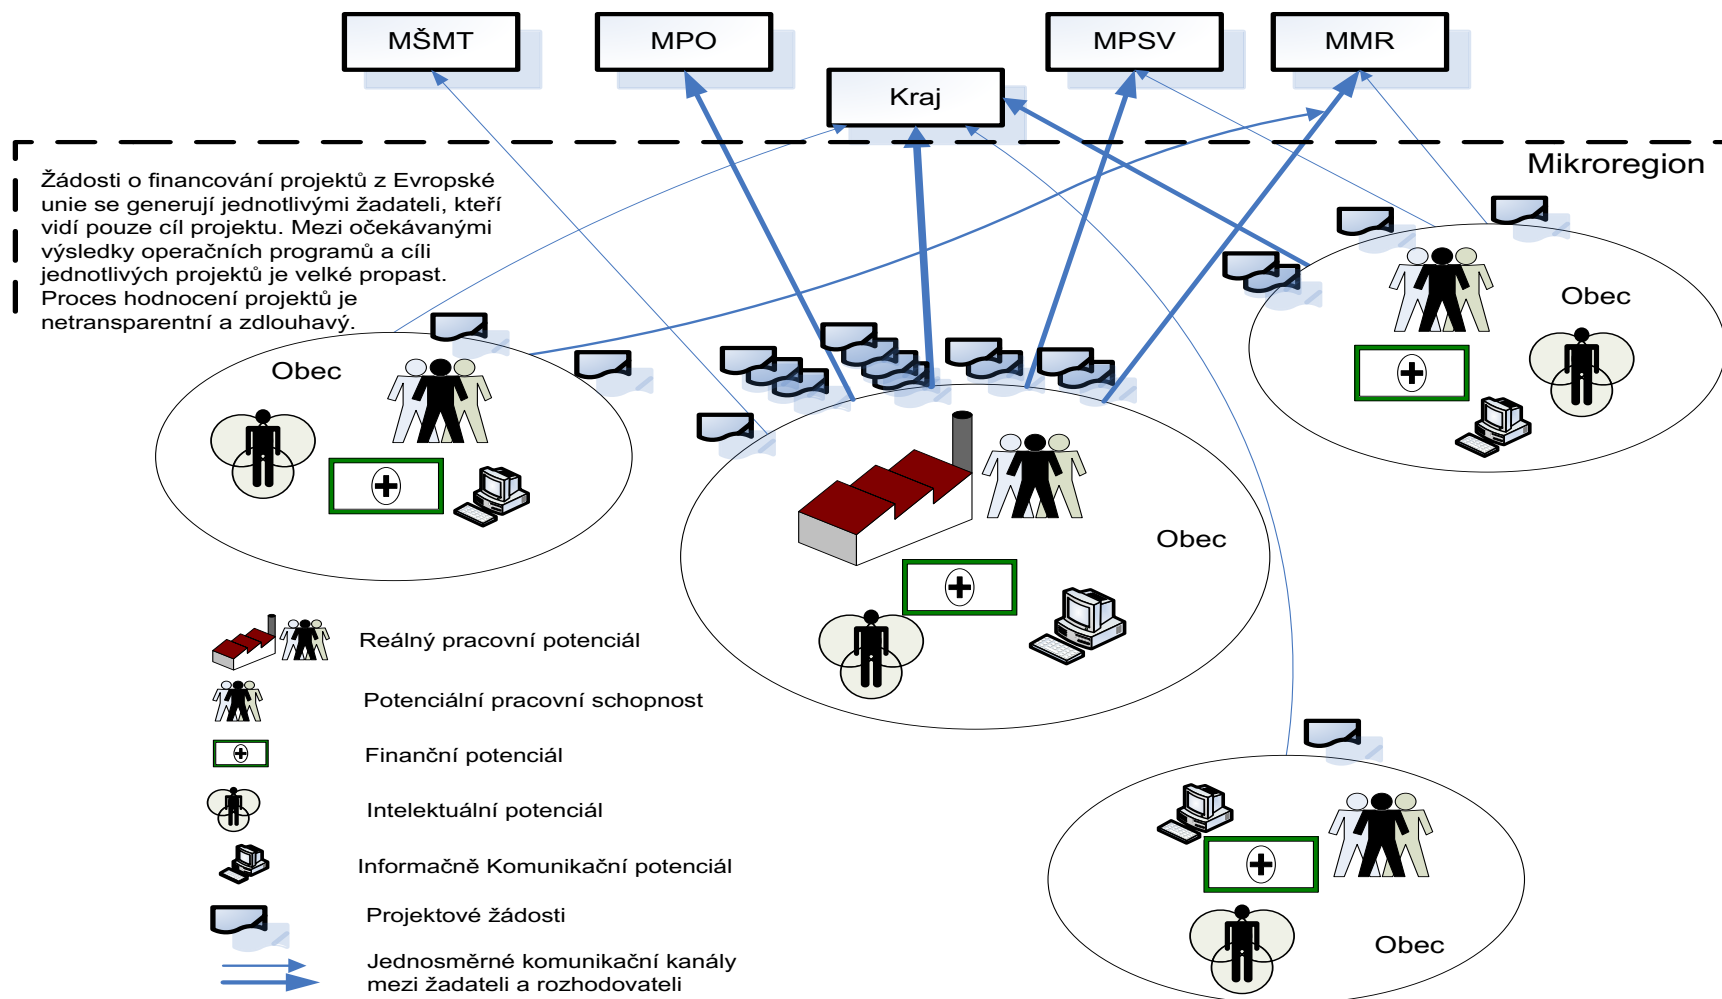 MŠMT
MPO
MPSV
MMR
Kraj
Mikroregion
Žádosti o financování projektů z Evropské
unie se generují jednotlivými žadateli, kteří
vidí pouze cíl projektu. Mezi očekávanými
výsledky operačních programů a cíli
jednotlivých projektů je velké propast.
Proces hodnocení projektů je
netransparentní a zdlouhavý.
Obec
Obec
Obec
Obec
Reálný pracovní potenciál
Potenciální pracovní schopnost
Finanční potenciál
Intelektuální potenciál
Informačně Komunikační potenciál
Projektové žádosti
Jednosměrné komunikační kanály
mezi žadateli a rozhodovateli